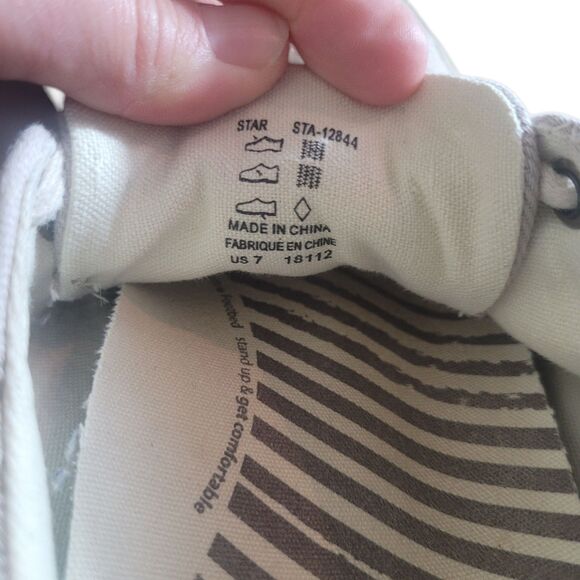 STAR STA-12844
MADE IN CHINA
FABRIQUE EN CHINE
US 7 18112
stand up & get comfortable